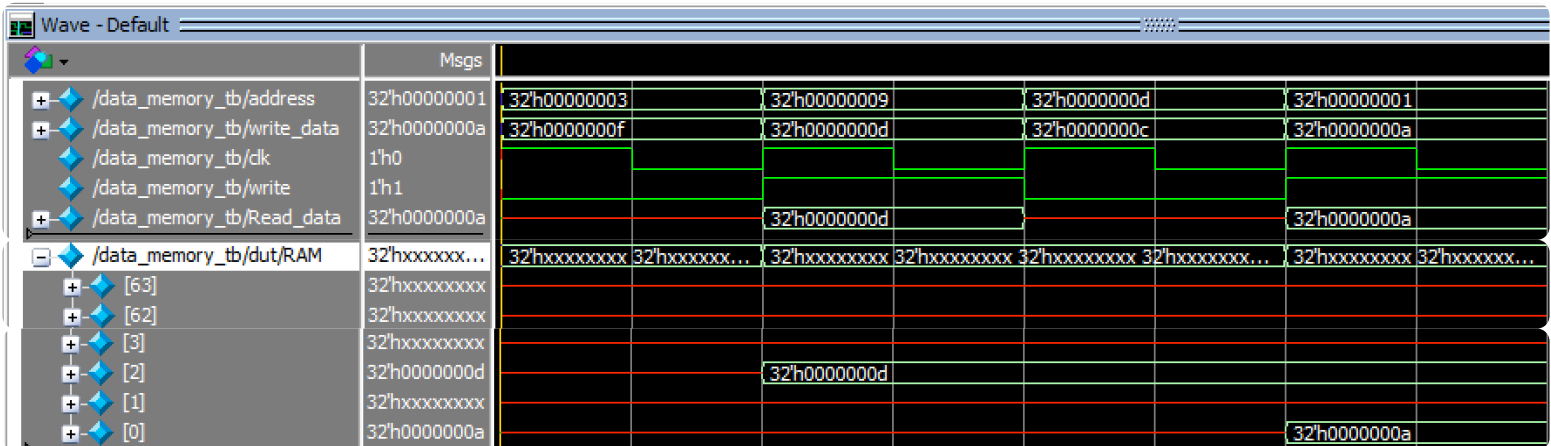 Wave - Default
Msgs
/data_memory_tb/address 32'h00000001 32'h00000003 32'h00000009 32'h0000000d 32'h00000001
/data_memory_tb/write_data 32'h0000000a 32'h0000000f 32'h0000000d 32'h0000000c 32'h0000000a
/data_memory_tb/clk 1'h0
/data_memory_tb/write 1'h1
/data_memory_tb/Read_data 32'h0000000a 32'h0000000d 32'h0000000a
/data_memory_tb/dut/RAM 32'hxxxxxx... 32'hxxxxxxxx 32'hxxxxxx... 32'hxxxxxxxx 32'hxxxxxxxx 32'hxxxxxxxx 32'hxxxxxxx... 32'hxxxxxxxx 32'hxxxxxx...
[63] 32'hxxxxxxxx
[62] 32'hxxxxxxxx
[3] 32'hxxxxxxxx
[2] 32'h0000000d 32'h0000000d
[1] 32'hxxxxxxxx
[0] 32'h0000000a 32'h0000000a